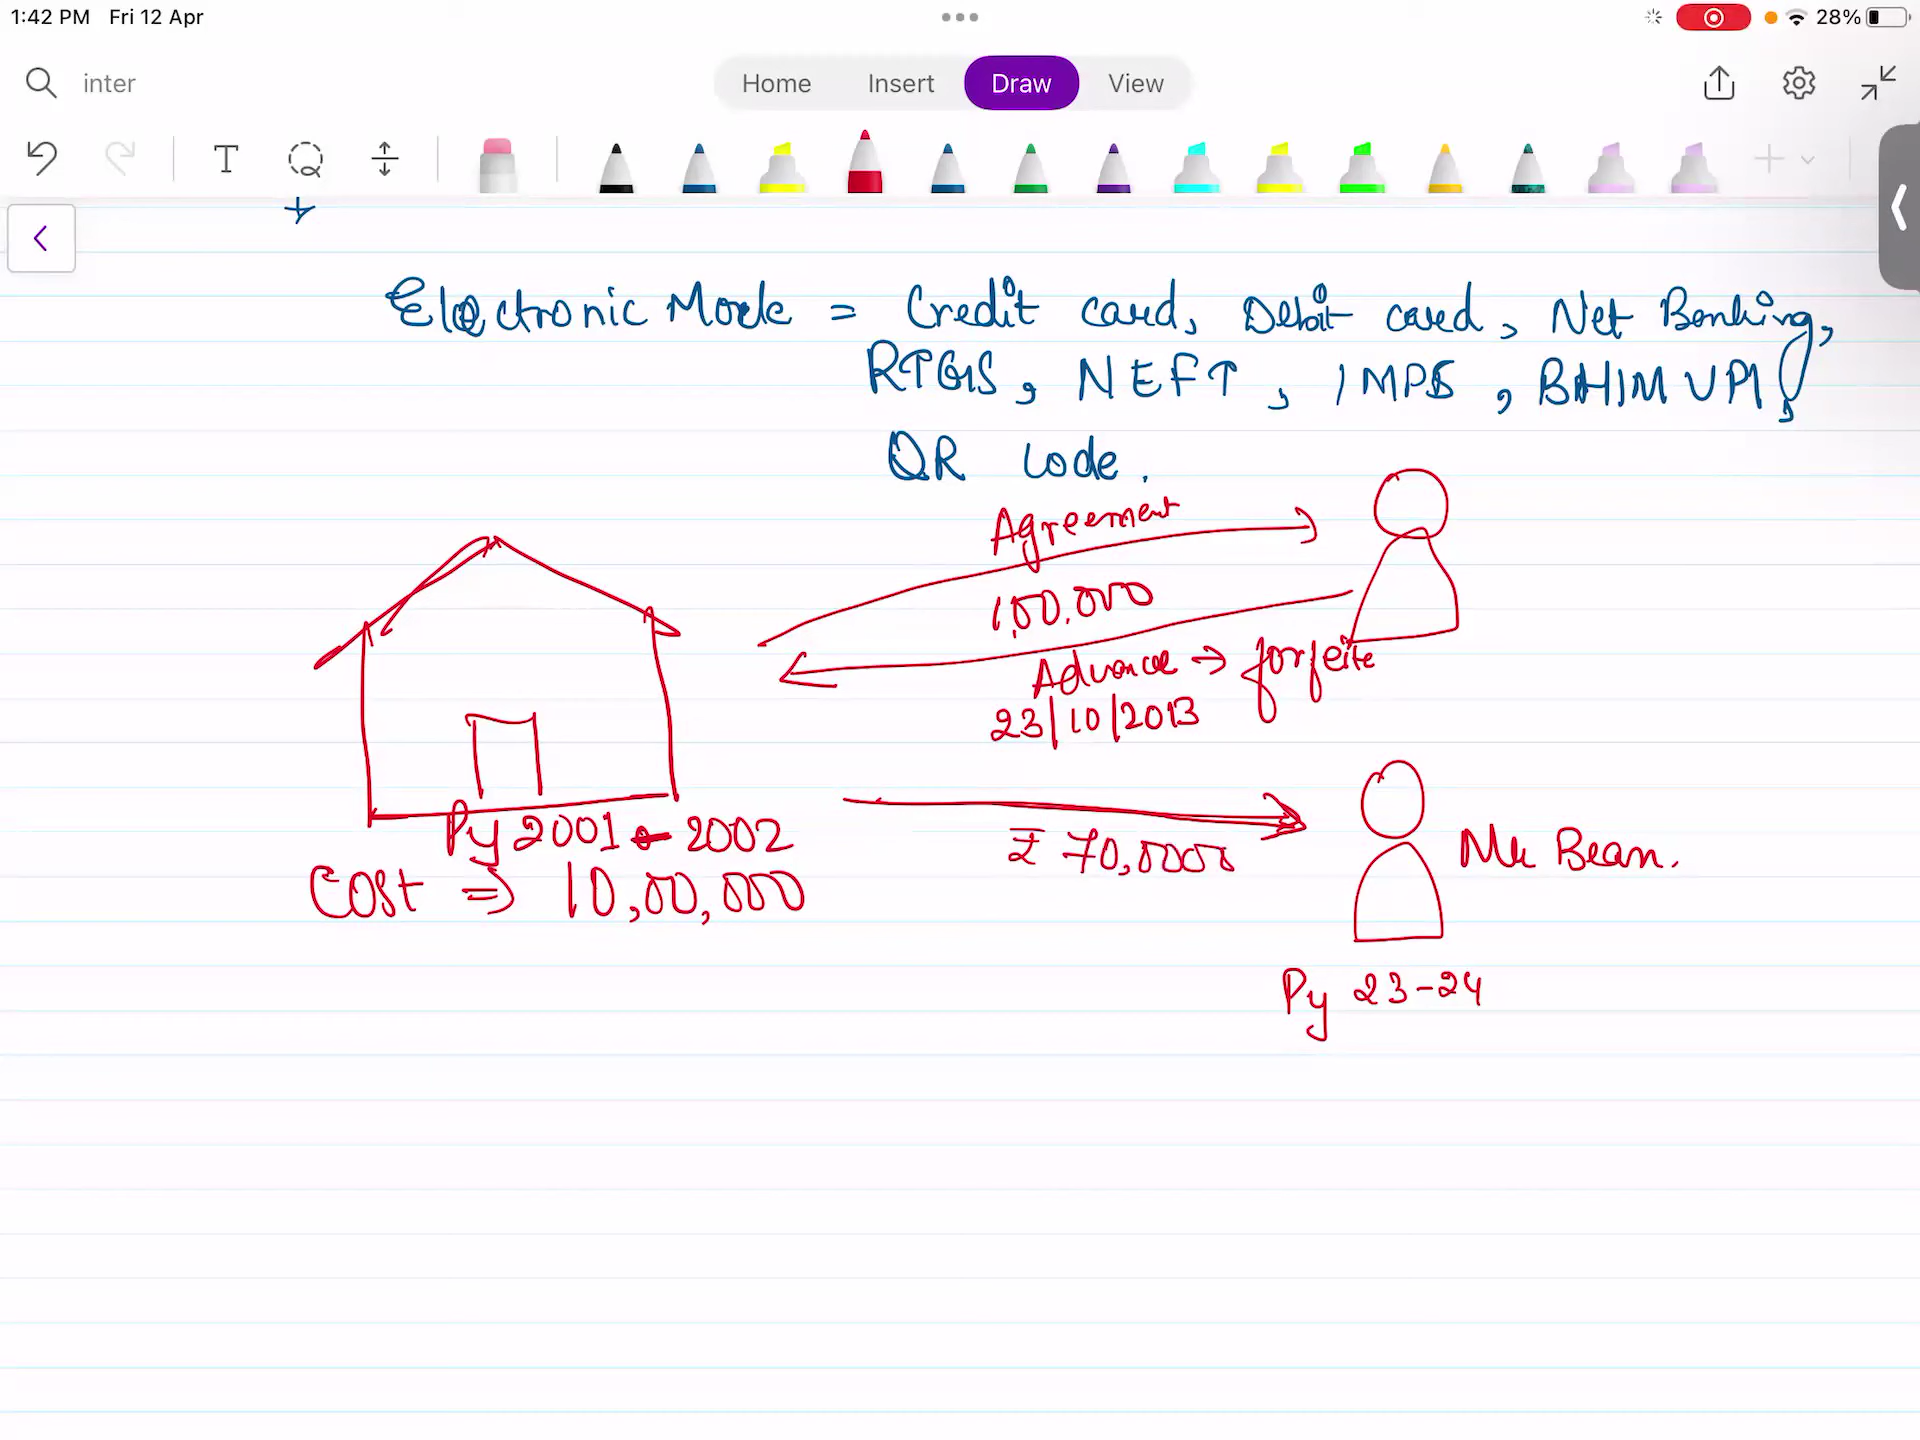 1:42 PM Fri 12 Apr
28%
inter
Home Insert Draw View
T
Electronic Mode = Credit card, Debit card, Net Banking,
RTGS, NEFT, IMPS, BHIM UPI,
QR code.
Agreement
1,00,000
Advance → forfeite
23/10/2013
Py 2001 - 2002
Cost ⇒ 10,00,000
₹ 70,0000
Mr Bean.
Py 23-24